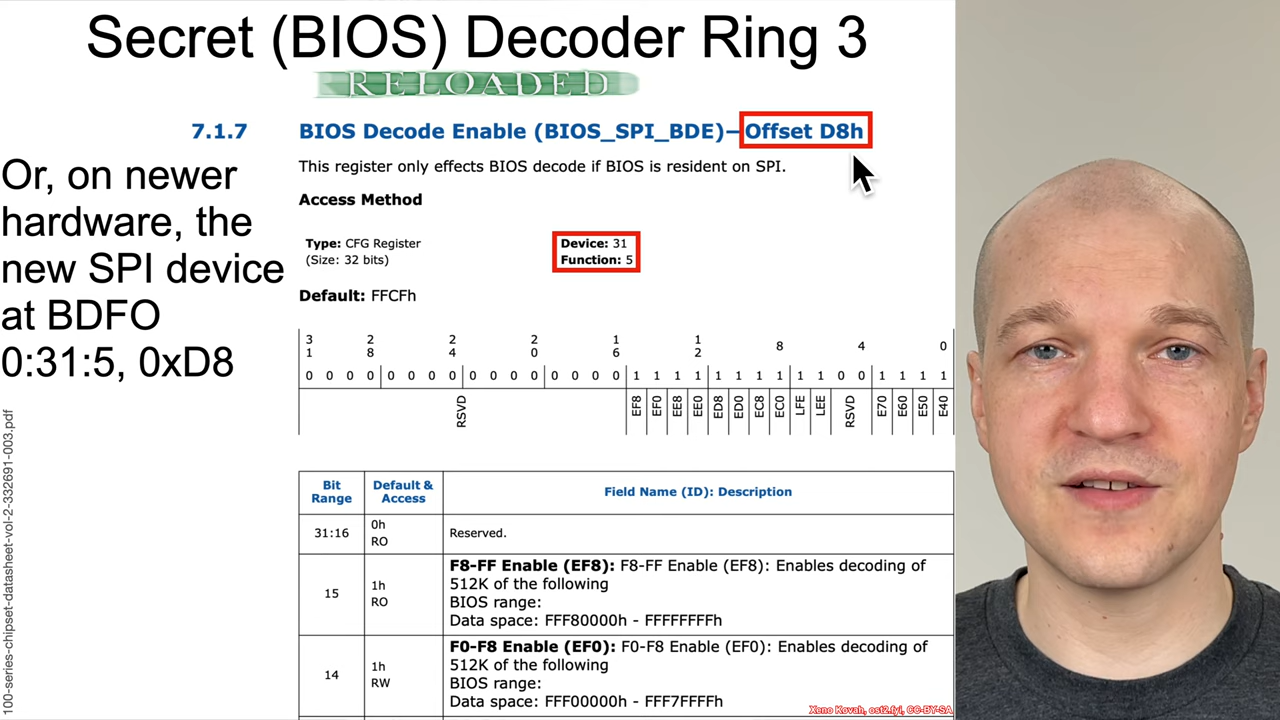 Secret (BIOS) Decoder Ring 3
RELOADED
7.1.7 BIOS Decode Enable (BIOS_SPI_BDE)—Offset D8h
This register only effects BIOS decode if BIOS is resident on SPI.
Access Method
Type: CFG Register
(Size: 32 bits)
Device: 31
Function: 5
Default: FFCFh
Or, on newer
hardware, the
new SPI device
at BDFO
0:31:5, 0xD8
3 2 2 2 1 1 8 4 0
1 8 4 0 6 2
0 0 0 0 0 0 0 0 0 0 0 0 0 0 0 0 1 1 1 1 1 1 1 1 1 1 0 0 1 1 1 1
RSVD EF8 EF0 EE8 EE0 ED8 ED0 EC8 EC0 LFE LEE RSVD E70 E60 E50 E40
Bit Range Default & Access Field Name (ID): Description
31:16 0h RO Reserved.
15 1h RO F8-FF Enable (EF8): F8-FF Enable (EF8): Enables decoding of
512K of the following
BIOS range:
Data space: FFF80000h - FFFFFFFFh
14 1h RW F0-F8 Enable (EF0): F0-F8 Enable (EF0): Enables decoding of
512K of the following
BIOS range:
Data space: FFF00000h - FFF7FFFFh
100-series-chipset-datasheet-vol-2-332691-003.pdf
Xeno Kovah, ost2.fyi, CC-BY-SA